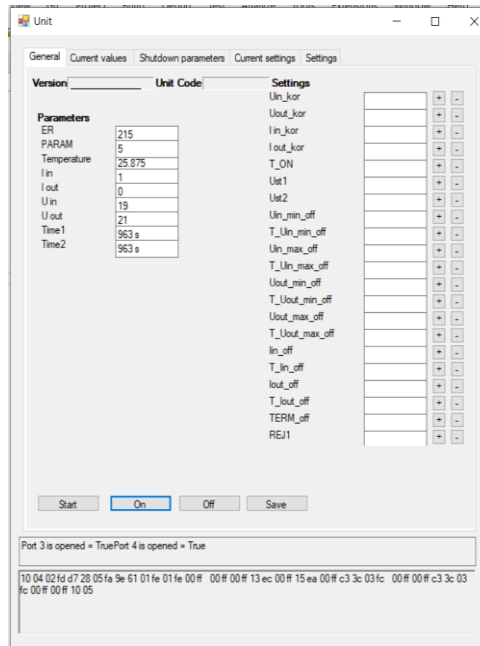 Unit
General Current values Shutdown parameters Current settings Settings
Version Unit Code Settings
Parameters
ER 215
PARAM 5
Temperature 25.875
I in 1
I out 0
U in 19
U out 21
Time1 963 s
Time2 963 s
Uin_kor + -
Uout_kor + -
I in_kor + -
I out_kor + -
T_ON + -
Ust1 + -
Ust2 + -
Uin_min_off + -
T_Uin_min_off + -
Uin_max_off + -
T_Uin_max_off + -
Uout_min_off + -
T_Uout_min_off + -
Uout_max_off + -
T_Uout_max_off + -
Iin_off + -
T_Iin_off + -
Iout_off + -
T_Iout_off + -
TERM_off + -
REJ1 + -
Start On Off Save
Port 3 is opened = TruePort 4 is opened = True
10 04 02 fd d7 28 05 fa 9e 61 01 fe 01 fe 00 ff 00 ff 00 ff 13 ec 00 ff 15 ea 00 ff c3 3c 03 fc 00 ff 00 ff c3 3c 03
fc 00 ff 00 ff 10 05